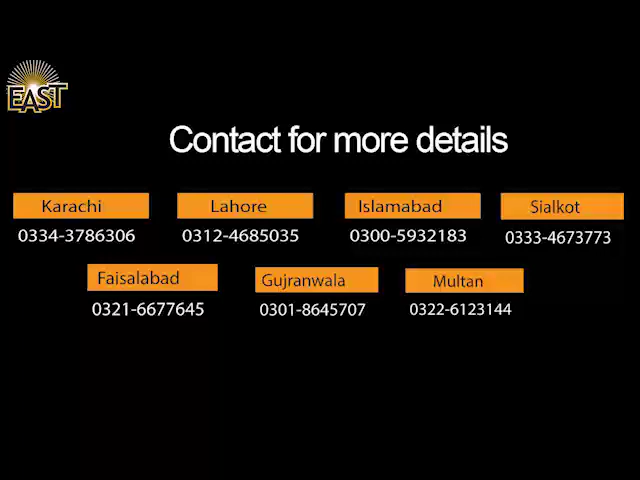 EAST
Contact for more details
Karachi Lahore Islamabad Sialkot
0334-3786306 0312-4685035 0300-5932183 0333-4673773
Faisalabad Gujranwala Multan
0321-6677645 0301-8645707 0322-6123144